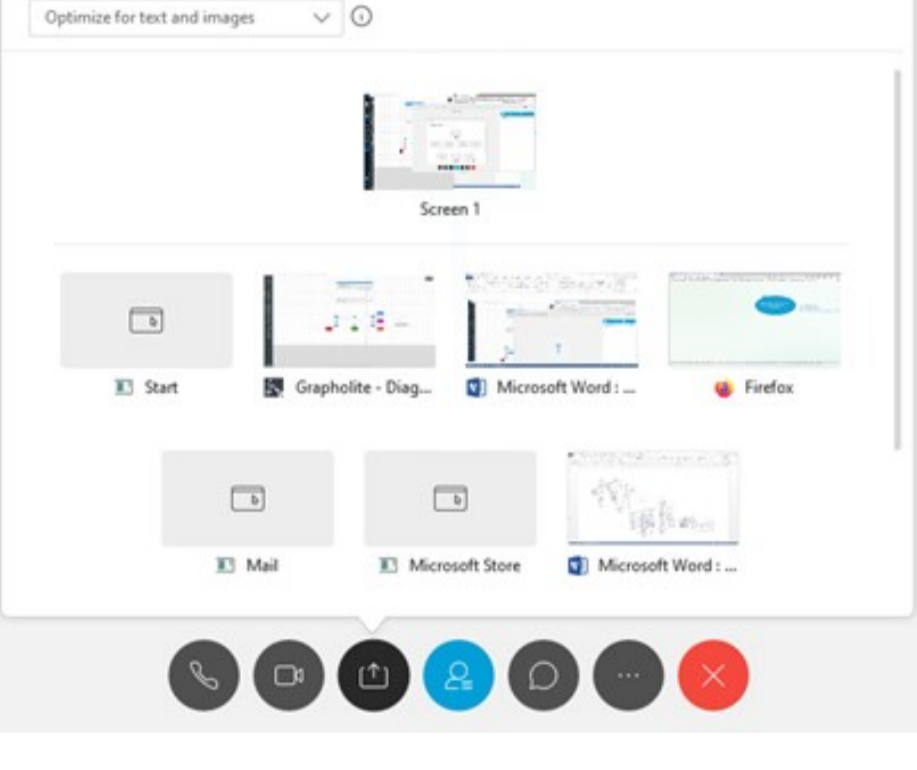 Optimize for text and images
Screen 1
Start
Grapholite - Diag...
Microsoft Word : ...
Firefox
Mail
Microsoft Store
Microsoft Word : ...